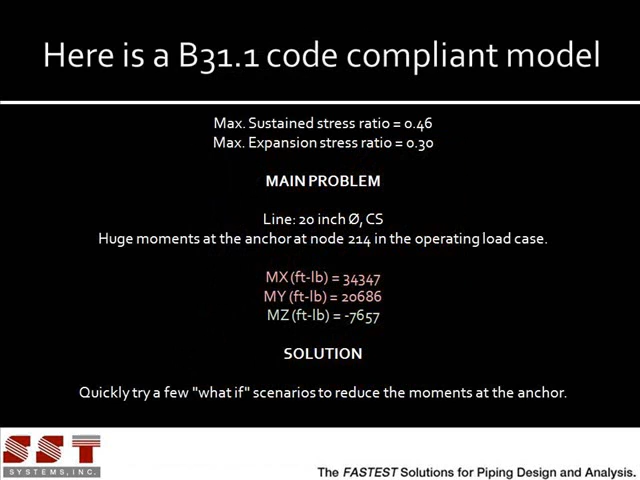 Here is a B31.1 code compliant model
Max. Sustained stress ratio = 0.46
Max. Expansion stress ratio = 0.30
MAIN PROBLEM
Line: 20 inch Ø, CS
Huge moments at the anchor at node 214 in the operating load case.
MX (ft-lb) = 34347
MY (ft-lb) = 20686
MZ (ft-lb) = -7657
SOLUTION
Quickly try a few "what if" scenarios to reduce the moments at the anchor.
SST
SYSTEMS, INC.
The FASTEST Solutions for Piping Design and Analysis.